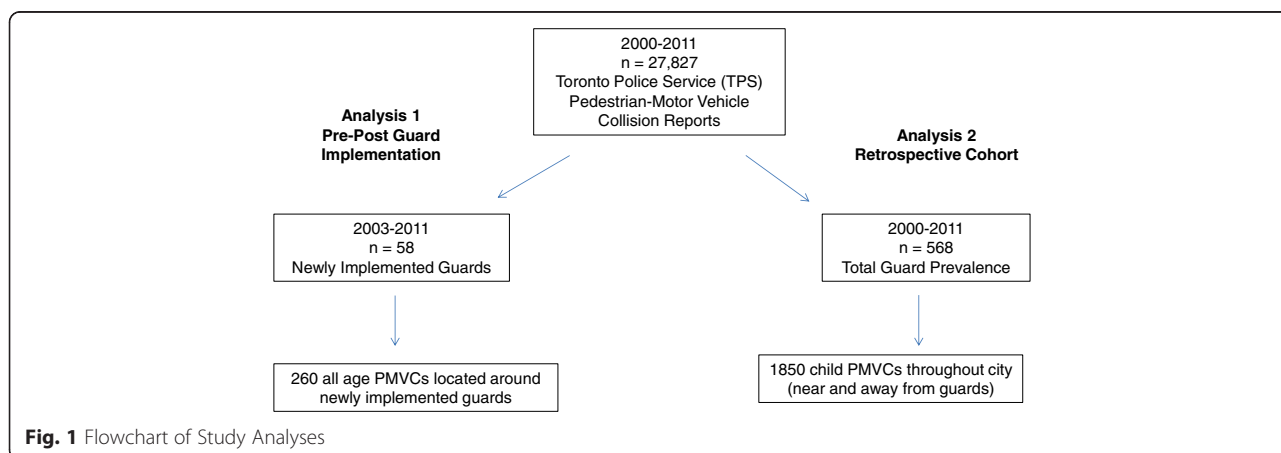 2000-2011
n = 27,827
Toronto Police Service (TPS)
Pedestrian-Motor Vehicle
Collision Reports
Analysis 1
Pre-Post Guard
Implementation
Analysis 2
Retrospective Cohort
2003-2011
n = 58
Newly Implemented Guards
2000-2011
n = 568
Total Guard Prevalence
260 all age PMVCs located around
newly implemented guards
1850 child PMVCs throughout city
(near and away from guards)
Fig. 1 Flowchart of Study Analyses